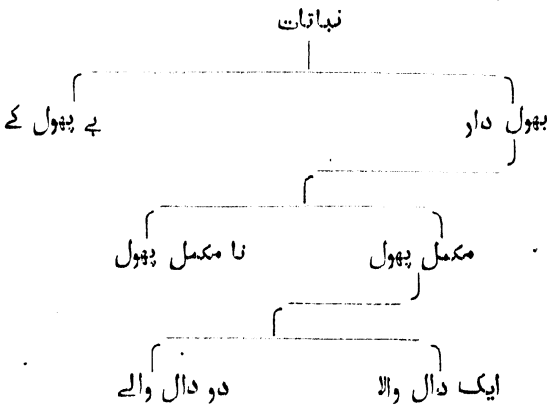 نباتات
پھول دار بے پھول کے
مکمل پھول نا مکمل پھول
ایک دال والا دو دال والے